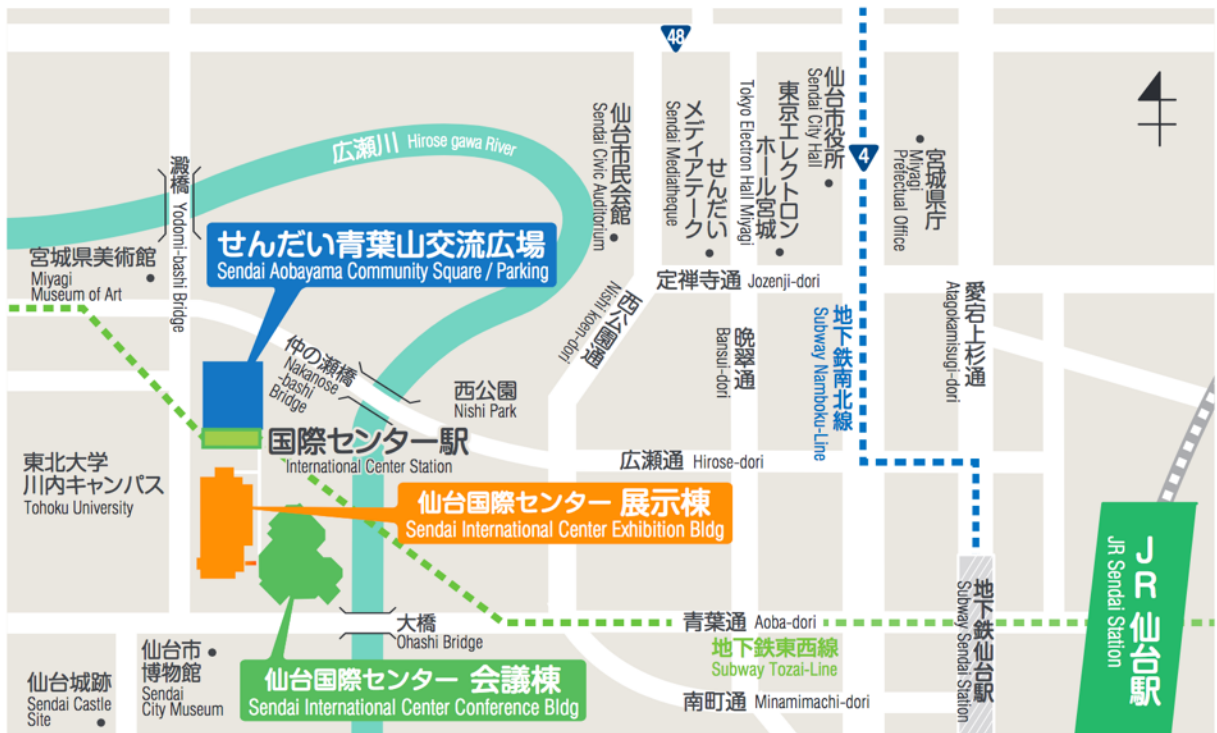 48
仙台市民会館
Sendai Civic Auditorium
せんだい
メディアテーク
Sendai Mediatheque
東京エレクトロン
ホール宮城
Tokyo Electron Hall Miyagi
仙台市役所
Sendai City Hall
4
宮城県庁
Miyagi
Prefectual Office
広瀬川 Hirose gawa River
澱橋 Yodomi-bashi Bridge
宮城県美術館
Miyagi
Museum of Art
せんだい青葉山交流広場
Sendai Aobayama Community Square / Parking
定禅寺通 Jozenji-dori
西公園通
Nishi koen-dori
晩翠通
Bansui-dori
地下鉄南北線
Subway Namboku-Line
愛宕上杉通
Atagokamisugi-dori
仲の瀬橋
Nakanose
-bashi
Bridge
西公園
Nishi Park
国際センター駅
International Center Station
広瀬通 Hirose-dori
東北大学
川内キャンパス
Tohoku University
仙台国際センター 展示棟
Sendai International Center Exhibition Bldg
JR 仙台駅
JR Sendai Station
地下鉄仙台駅
Subway Sendai Station
大橋
Ohashi Bridge
青葉通 Aoba-dori
地下鉄東西線
Subway Tozai-Line
仙台市
博物館
Sendai
City Museum
仙台城跡
Sendai Castle
Site
仙台国際センター 会議棟
Sendai International Center Conference Bldg
南町通 Minamimachi-dori